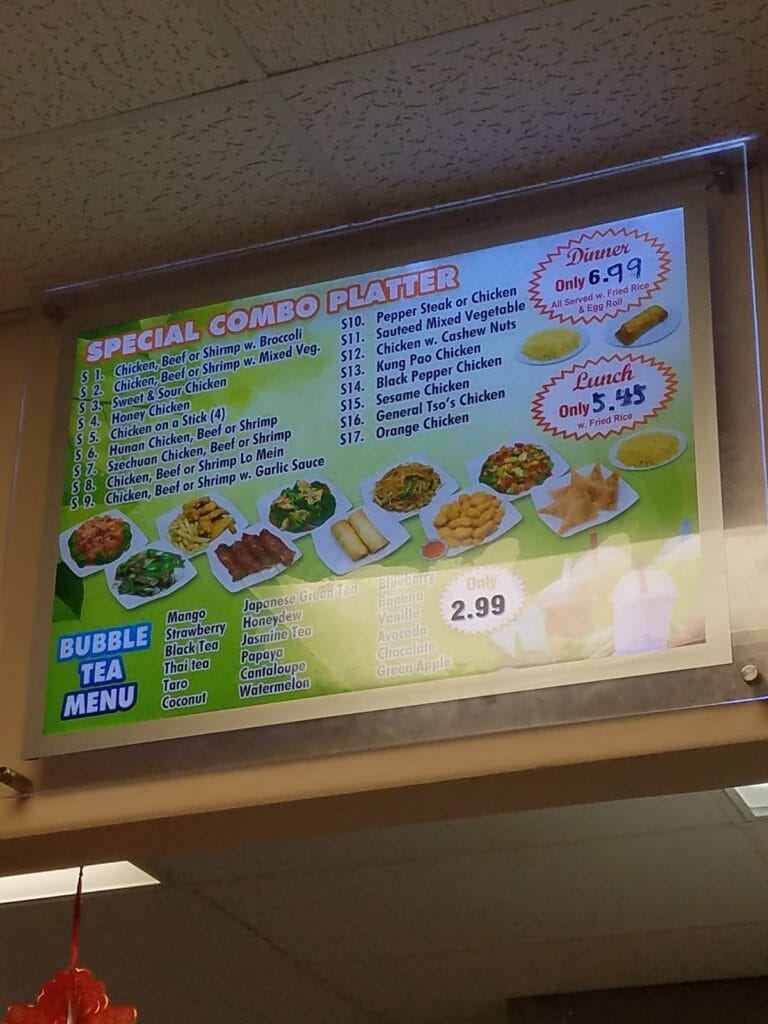 SPECIAL COMBO PLATTER
S 1. Chicken, Beef or Shirmp w. Broccoli
S 2. Chicken, Beef or Shrimp w. Mixed Veg.
S 3. Sweet & Sour Chicken
S 4. Honey Chicken
S 5. Chicken on a Stick (4)
S 6. Hunan Chicken, Beef or Shrimp
S 7. Szechuan Chicken, Beef or Shrimp
S 8. Chicken, Beef or Shrimp Lo Mein
S 9. Chicken, Beef or Shrimp w. Garlic Sauce
S10. Pepper Steak or Chicken
S11. Sauteed Mixed Vegetable
S12. Chicken w. Cashew Nuts
S13. Kung Pao Chicken
S14. Black Pepper Chicken
S15. Sesame Chicken
S16. General Tso's Chicken
S17. Orange Chicken
Dinner
Only 6.99
All Served w. Fried Rice
& Egg Roll
Lunch
Only 5.45
w. Fried Rice
BUBBLE
TEA
MENU
Mango
Strawberry
Black Tea
Thai tea
Taro
Coconut
Japanese Green Tea
Honeydew
Jasmine Tea
Papaya
Cantaloupe
Watermelon
Blueberry
Banana
Vanilla
Avocado
Chocolate
Green Apple
Only
2.99